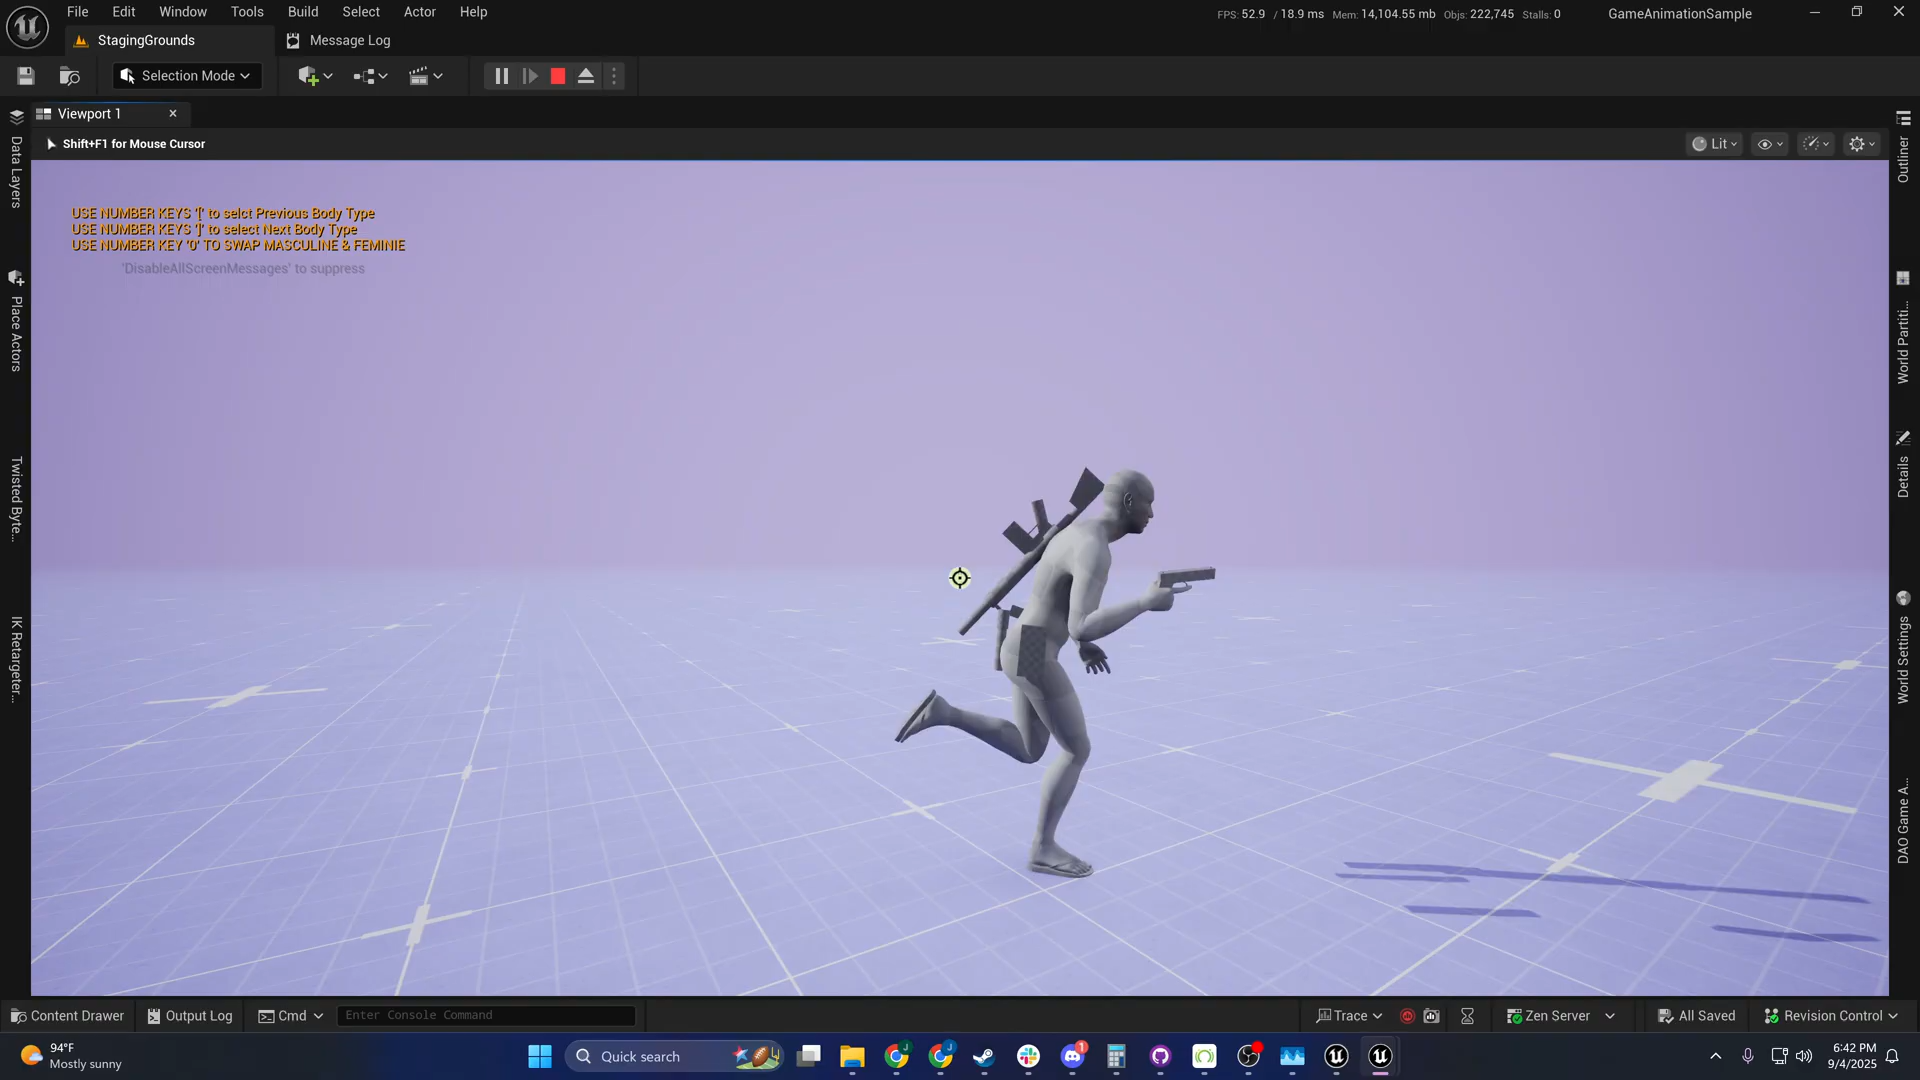 File Edit Window Tools Build Select Actor Help
FPS: 52.9 / 18.9 ms Mem: 14,104.55 mb Objs: 222,745 Stalls: 0
GameAnimationSample
StagingGrounds
Message Log
Selection Mode
Viewport 1
Shift+F1 for Mouse Cursor
Lit
USE NUMBER KEYS '[' to selct Previous Body Type
USE NUMBER KEYS ']' to select Next Body Type
USE NUMBER KEY '0' TO SWAP MASCULINE & FEMINIE
'DisableAllScreenMessages' to suppress
Data Layers
Place Actors
Twisted Byte...
IK Retargeter...
Outliner
World Partiti...
Details
World Settings
DAO Game A...
Content Drawer
Output Log
Cmd
Enter Console Command
Trace
Zen Server
All Saved
Revision Control
94°F
Mostly sunny
Quick search
1
6:42 PM
9/4/2025